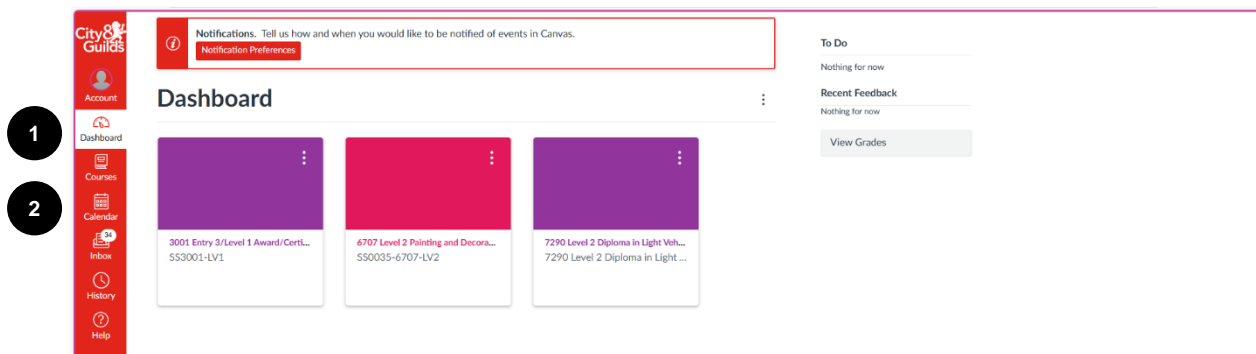 City&
Guilds
Account
1
Dashboard
Courses
2
Calendar
34
Inbox
History
Help
Notifications. Tell us how and when you would like to be notified of events in Canvas.
Notification Preferences
Dashboard
3001 Entry 3/Level 1 Award/Certi...
SS3001-LV1
6707 Level 2 Painting and Decora...
SS0035-6707-LV2
7290 Level 2 Diploma in Light Veh...
7290 Level 2 Diploma in Light ...
To Do
Nothing for now
Recent Feedback
Nothing for now
View Grades